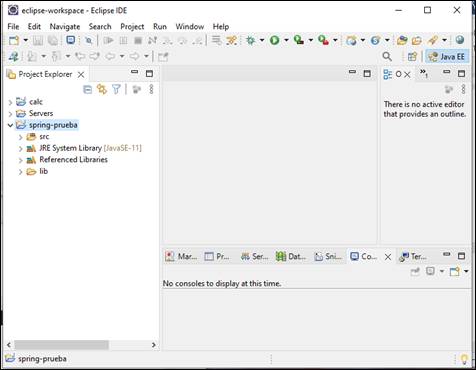 eclipse-workspace - Eclipse IDE
File Edit Navigate Search Project Run Window Help
Java EE
Project Explorer
calc
Servers
spring-prueba
src
JRE System Library [JavaSE-11]
Referenced Libraries
lib
O
»1
There is no active editor
that provides an outline.
Mar... Pr... Ser... Dat... Sni... Co... Ter...
No consoles to display at this time.
spring-prueba